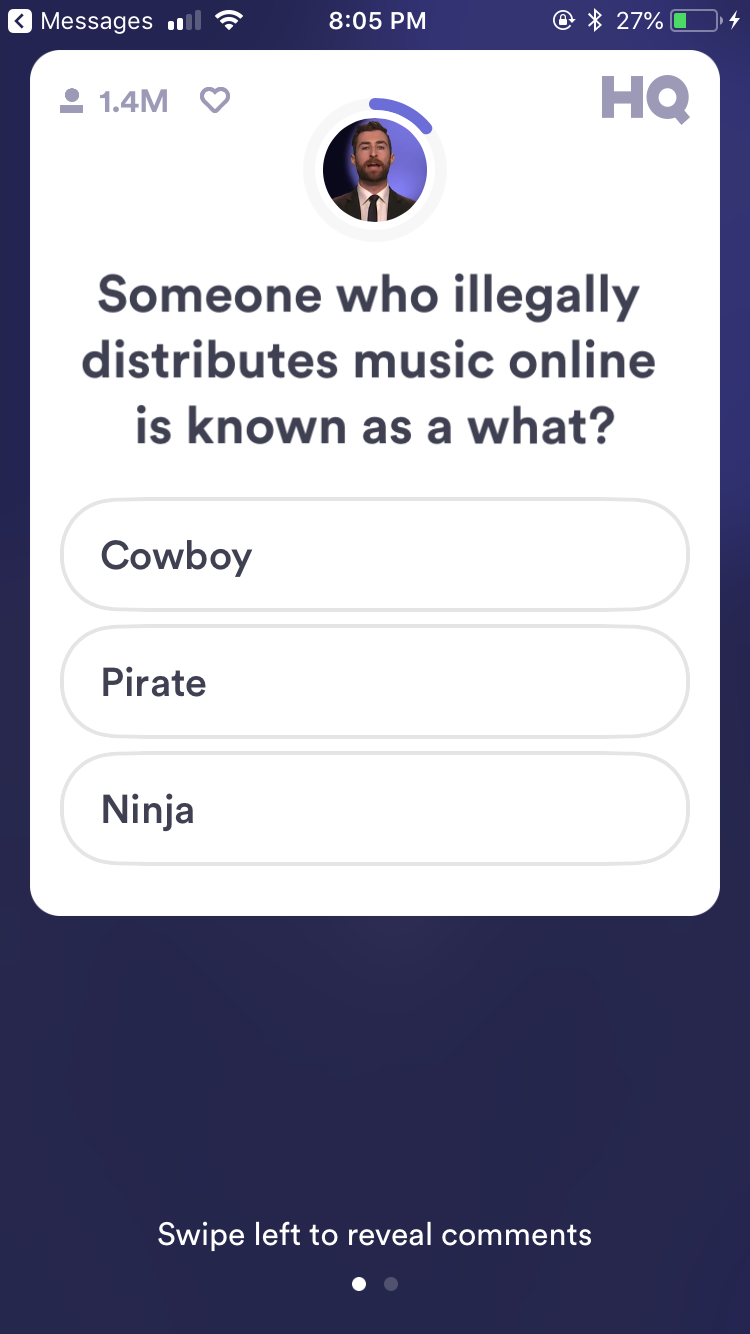 Messages 8:05 PM 27%
1.4M HQ
Someone who illegally
distributes music online
is known as a what?
Cowboy
Pirate
Ninja
Swipe left to reveal comments